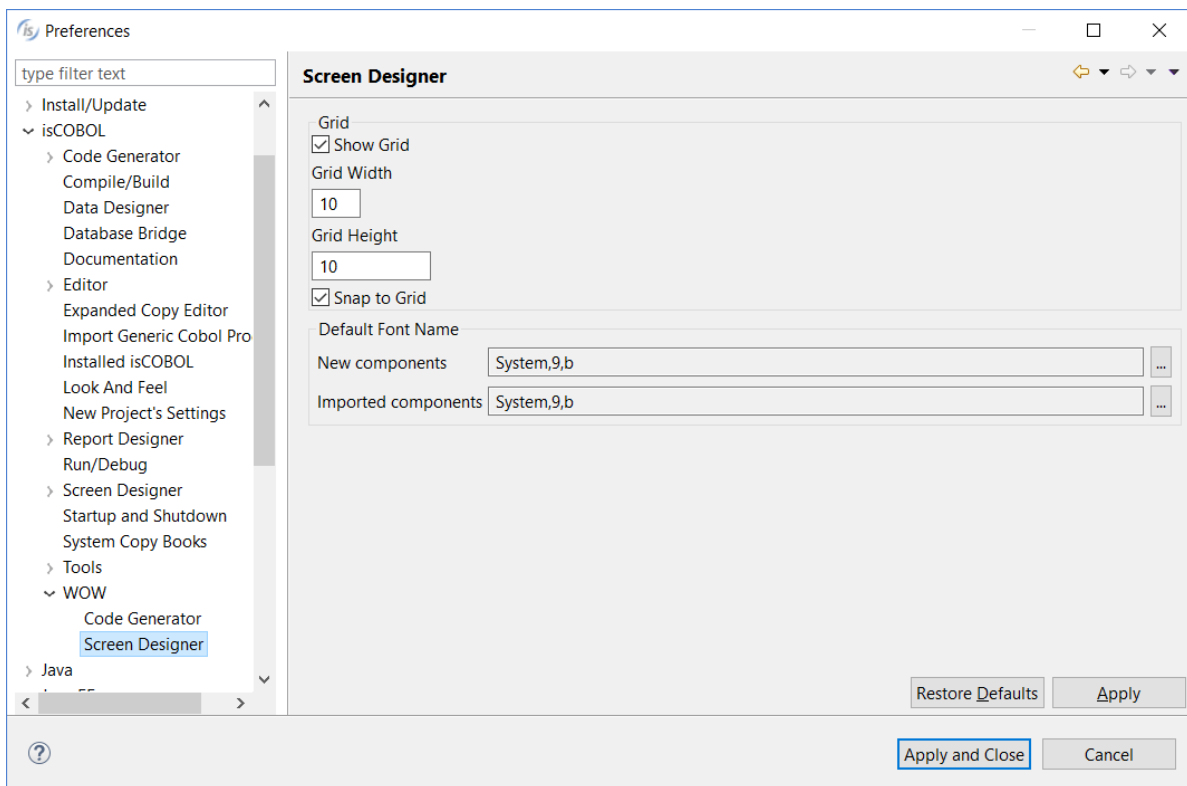 Preferences
type filter text
Install/Update
isCOBOL
Code Generator
Compile/Build
Data Designer
Database Bridge
Documentation
Editor
Expanded Copy Editor
Import Generic Cobol Pro
Installed isCOBOL
Look And Feel
New Project's Settings
Report Designer
Run/Debug
Screen Designer
Startup and Shutdown
System Copy Books
Tools
WOW
Code Generator
Screen Designer
Java
Screen Designer
Grid
Show Grid
Grid Width
10
Grid Height
10
Snap to Grid
Default Font Name
New components System,9,b ...
Imported components System,9,b ...
Restore Defaults Apply
? Apply and Close Cancel